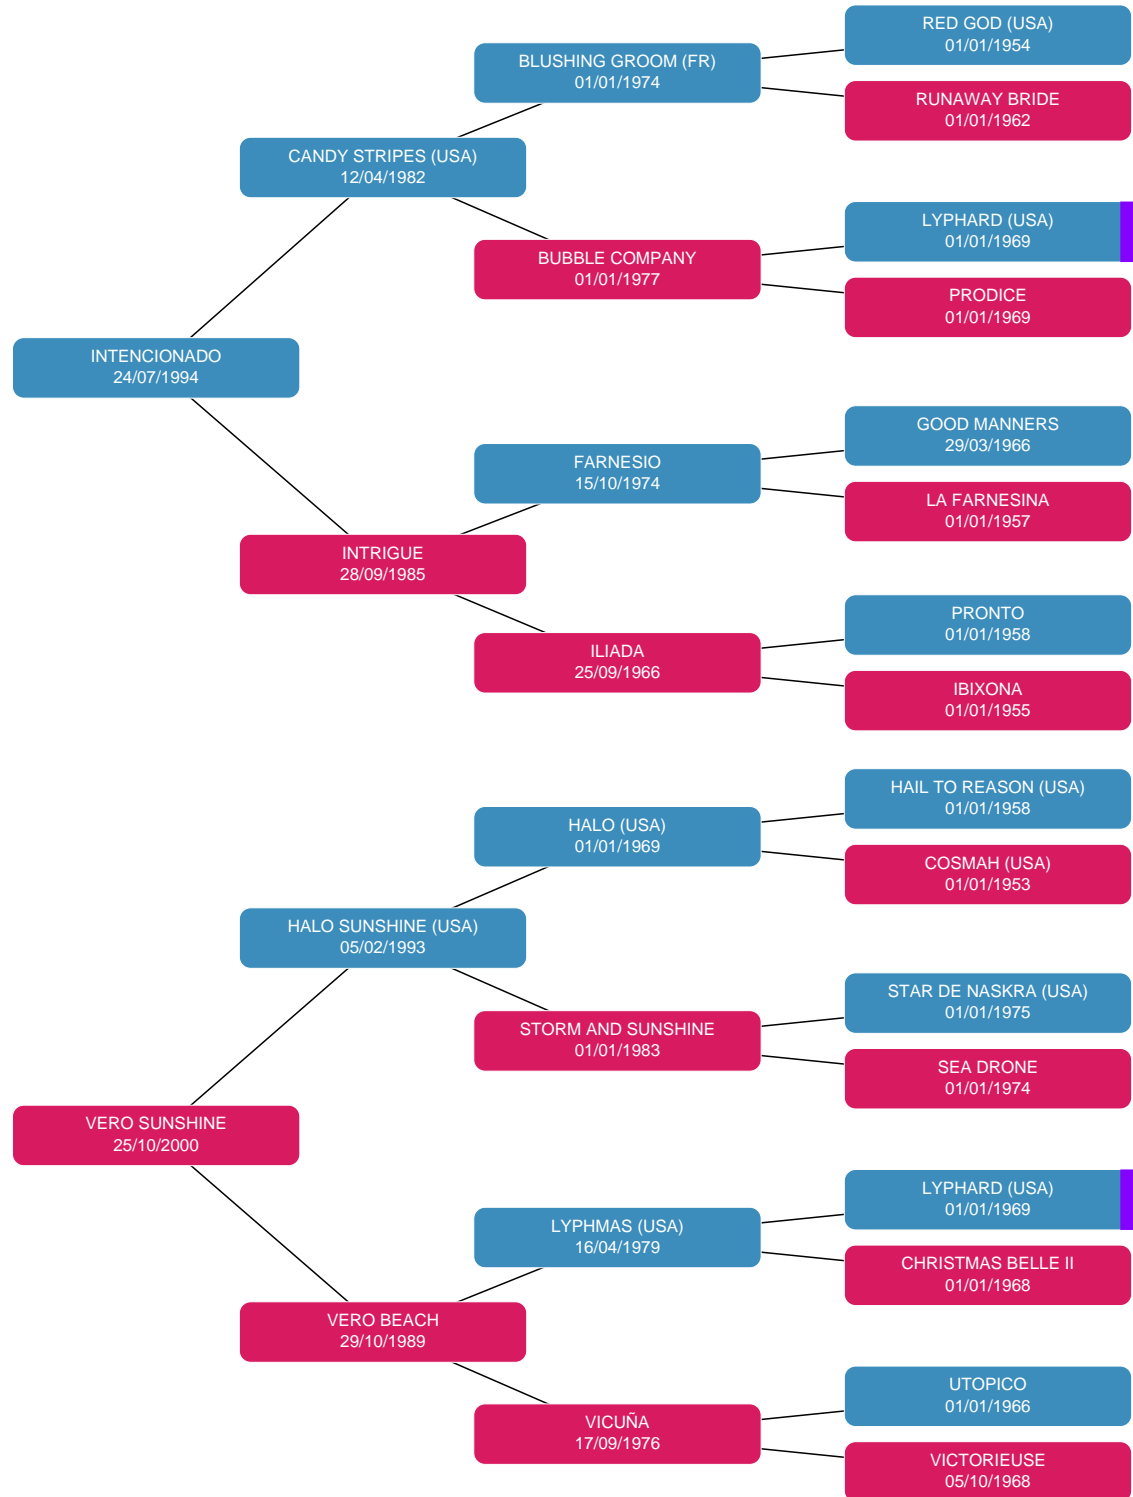 RED GOD (USA)
01/01/1954
BLUSHING GROOM (FR)
01/01/1974
RUNAWAY BRIDE
01/01/1962
CANDY STRIPES (USA)
12/04/1982
LYPHARD (USA)
01/01/1969
BUBBLE COMPANY
01/01/1977
PRODICE
01/01/1969
INTENCIONADO
24/07/1994
GOOD MANNERS
29/03/1966
FARNESIO
15/10/1974
LA FARNESINA
01/01/1957
INTRIGUE
28/09/1985
PRONTO
01/01/1958
ILIADA
25/09/1966
IBIXONA
01/01/1955
HAIL TO REASON (USA)
01/01/1958
HALO (USA)
01/01/1969
COSMAH (USA)
01/01/1953
HALO SUNSHINE (USA)
05/02/1993
STAR DE NASKRA (USA)
01/01/1975
STORM AND SUNSHINE
01/01/1983
SEA DRONE
01/01/1974
VERO SUNSHINE
25/10/2000
LYPHARD (USA)
01/01/1969
LYPHMAS (USA)
16/04/1979
CHRISTMAS BELLE II
01/01/1968
VERO BEACH
29/10/1989
UTOPICO
01/01/1966
VICUÑA
17/09/1976
VICTORIEUSE
05/10/1968